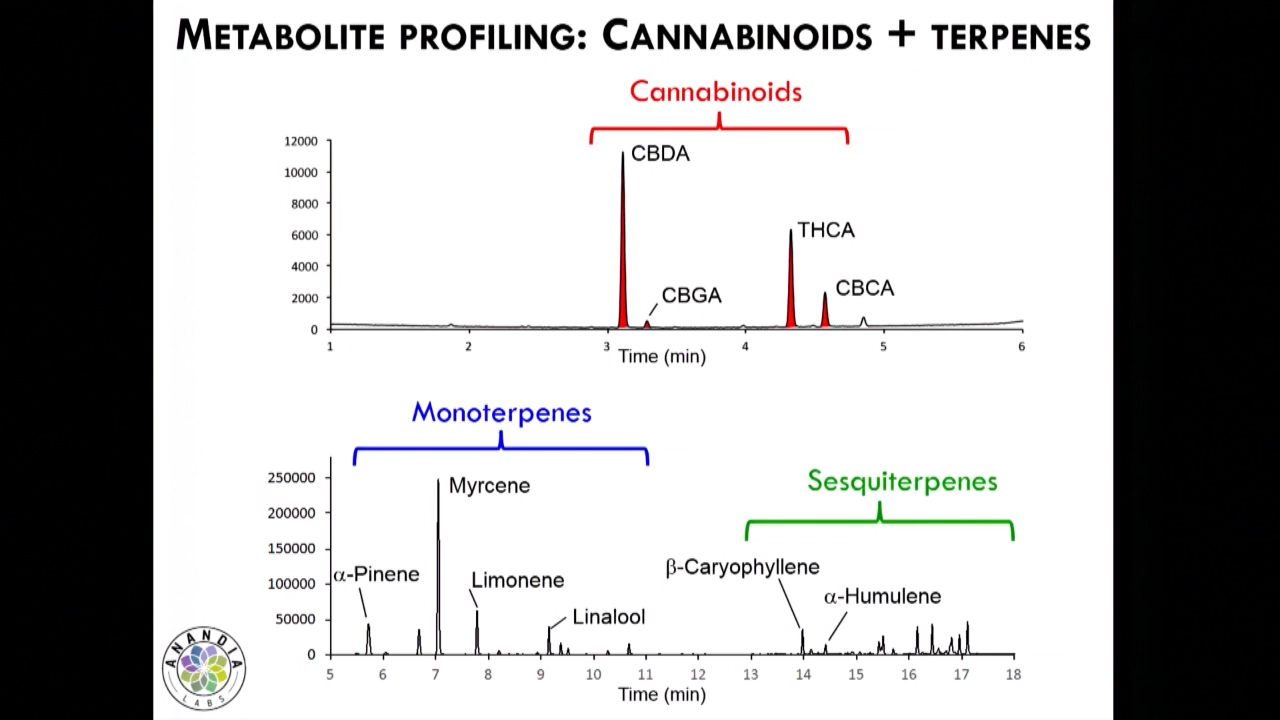 METABOLITE PROFILING: CANNABINOIDS + TERPENES
Cannabinoids
12000
10000
8000
6000
4000
2000
0
CBDA
CBGA
THCA
CBCA
1 2 3 4 5 6
Time (min)
Monoterpenes
Sesquiterpenes
250000
200000
150000
100000
50000
0
α-Pinene
Myrcene
Limonene
Linalool
β-Caryophyllene
α-Humulene
5 6 7 8 9 10 11 12 13 14 15 16 17 18
Time (min)
ANANDIA
LABS